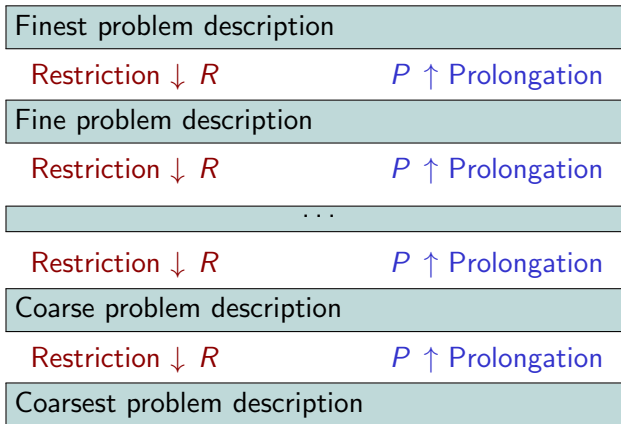 Finest problem description
Restriction ↓ R P ↑ Prolongation
Fine problem description
Restriction ↓ R P ↑ Prolongation
...
Restriction ↓ R P ↑ Prolongation
Coarse problem description
Restriction ↓ R P ↑ Prolongation
Coarsest problem description